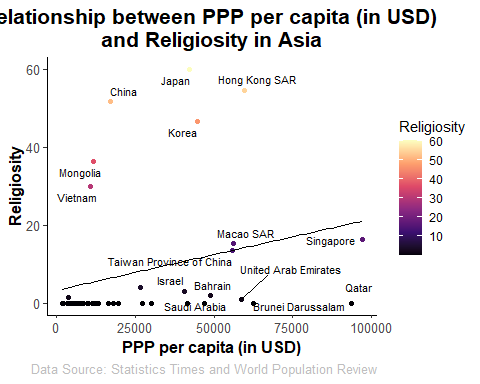 elationship between PPP per capita (in USD)
and Religiosity in Asia
60
40
20
0
Religiosity
Japan
Hong Kong SAR
China
Korea
Mongolia
Vietnam
Macao SAR
Singapore
Taiwan Province of China
United Arab Emirates
Israel
Bahrain
Qatar
Saudi Arabia
Brunei Darussalam
0
25000
50000
75000
100000
PPP per capita (in USD)
Religiosity
60
50
40
30
20
10
Data Source: Statistics Times and World Population Review